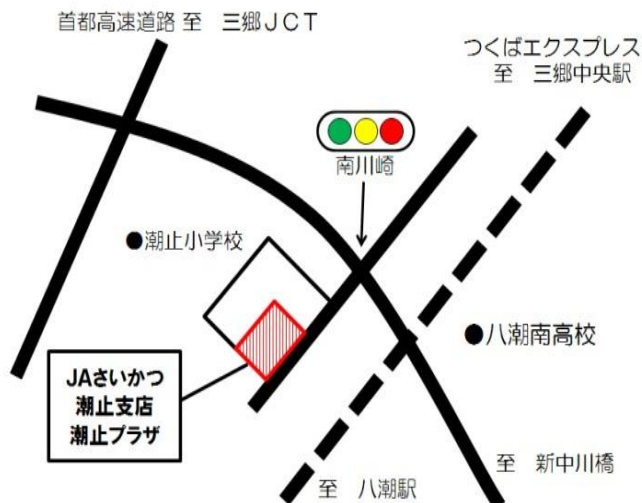 首都高速道路 至　三郷ＪＣＴ
つくばエクスプレス
至　三郷中央駅
南川崎
●潮止小学校
●八潮南高校
JAさいかつ
潮止支店
潮止プラザ
至　新中川橋
至　八潮駅